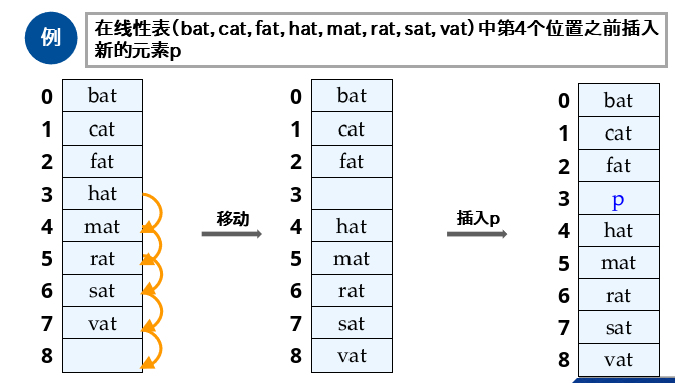 例
在线性表(bat, cat, fat, hat, mat, rat, sat, vat)中第4个位置之前插入
新的元素p
0 bat
1 cat
2 fat
3 hat
4 mat
5 rat
6 sat
7 vat
8
移动
0 bat
1 cat
2 fat
3
4 hat
5 mat
6 rat
7 sat
8 vat
插入p
0 bat
1 cat
2 fat
3 p
4 hat
5 mat
6 rat
7 sat
8 vat